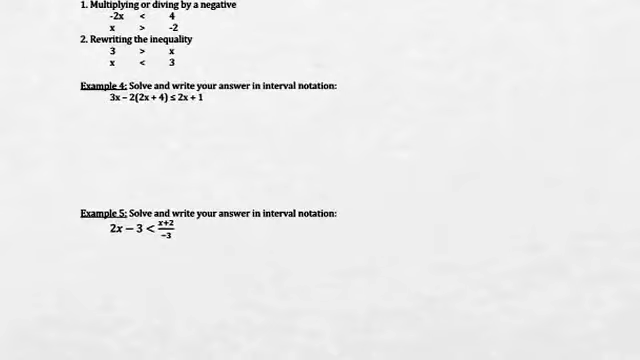 1. Multiplying or diving by a negative
-2x < 4
x > -2
2. Rewriting the inequality
3 > x
x < 3
Example 4: Solve and write your answer in interval notation:
3x – 2(2x + 4) ≤ 2x + 1
Example 5: Solve and write your answer in interval notation:
2x − 3 < x+2/−3